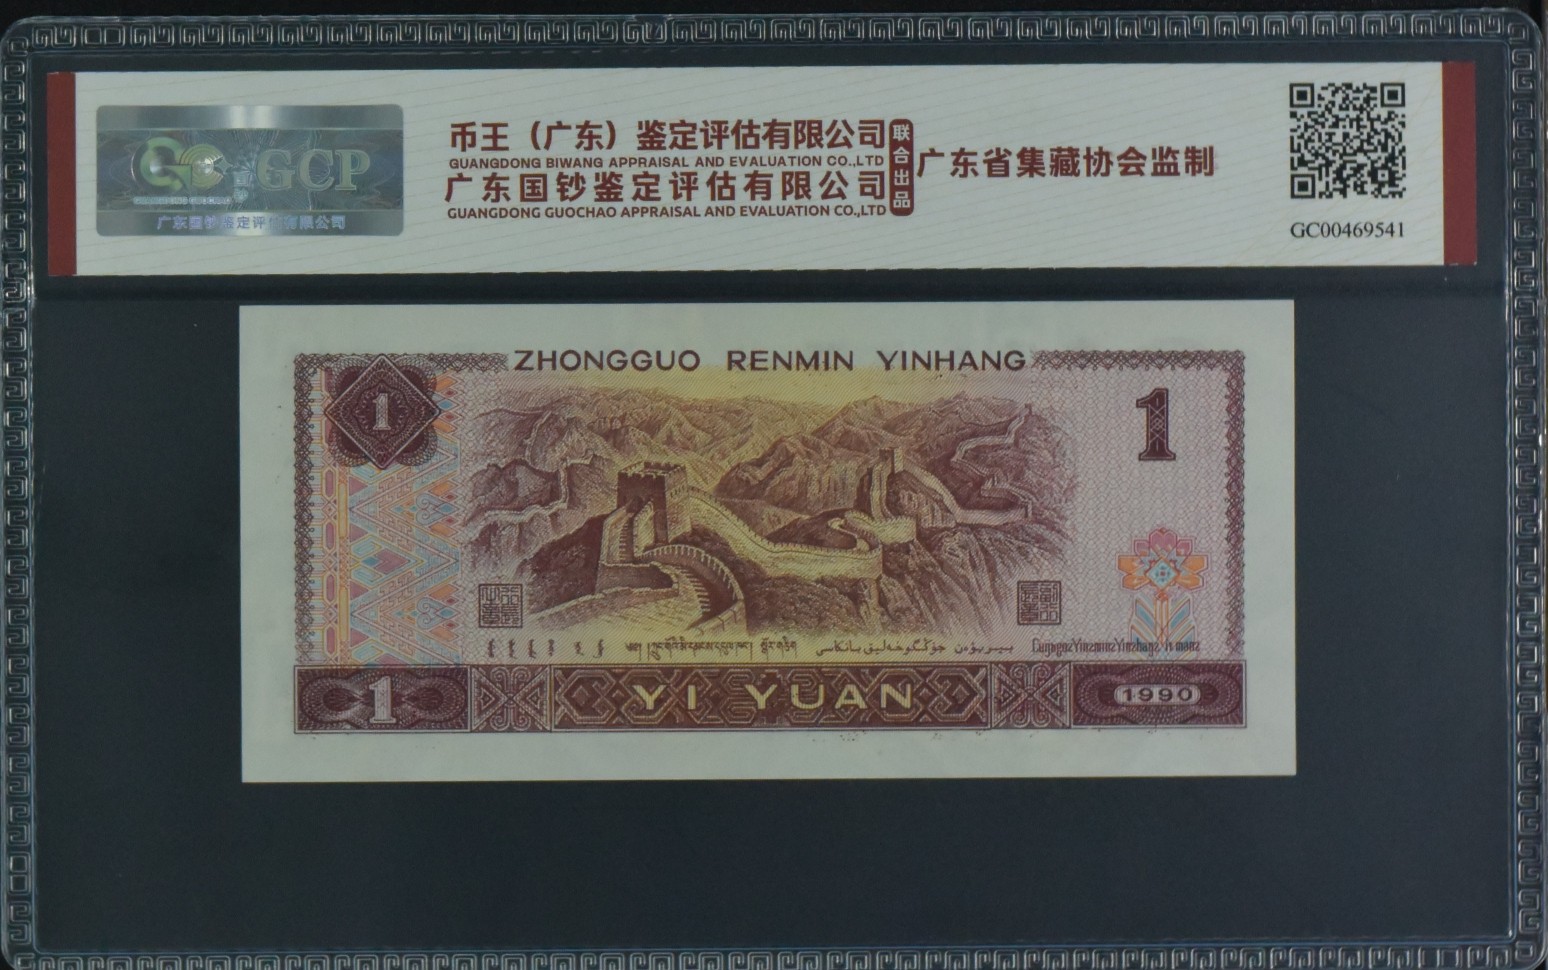 GCP
广东国钞鉴定评估有限公司
币王（广东）鉴定评估有限公司
GUANGDONG BIWANG APPRAISAL AND EVALUATION CO.,LTD
广东国钞鉴定评估有限公司
GUANGDONG GUOCHAO APPRAISAL AND EVALUATION CO.,LTD
联合出品
广东省集藏协会监制
GC00469541
ZHONGGUO RENMIN YINHANG
1
1
1
YI YUAN
1990